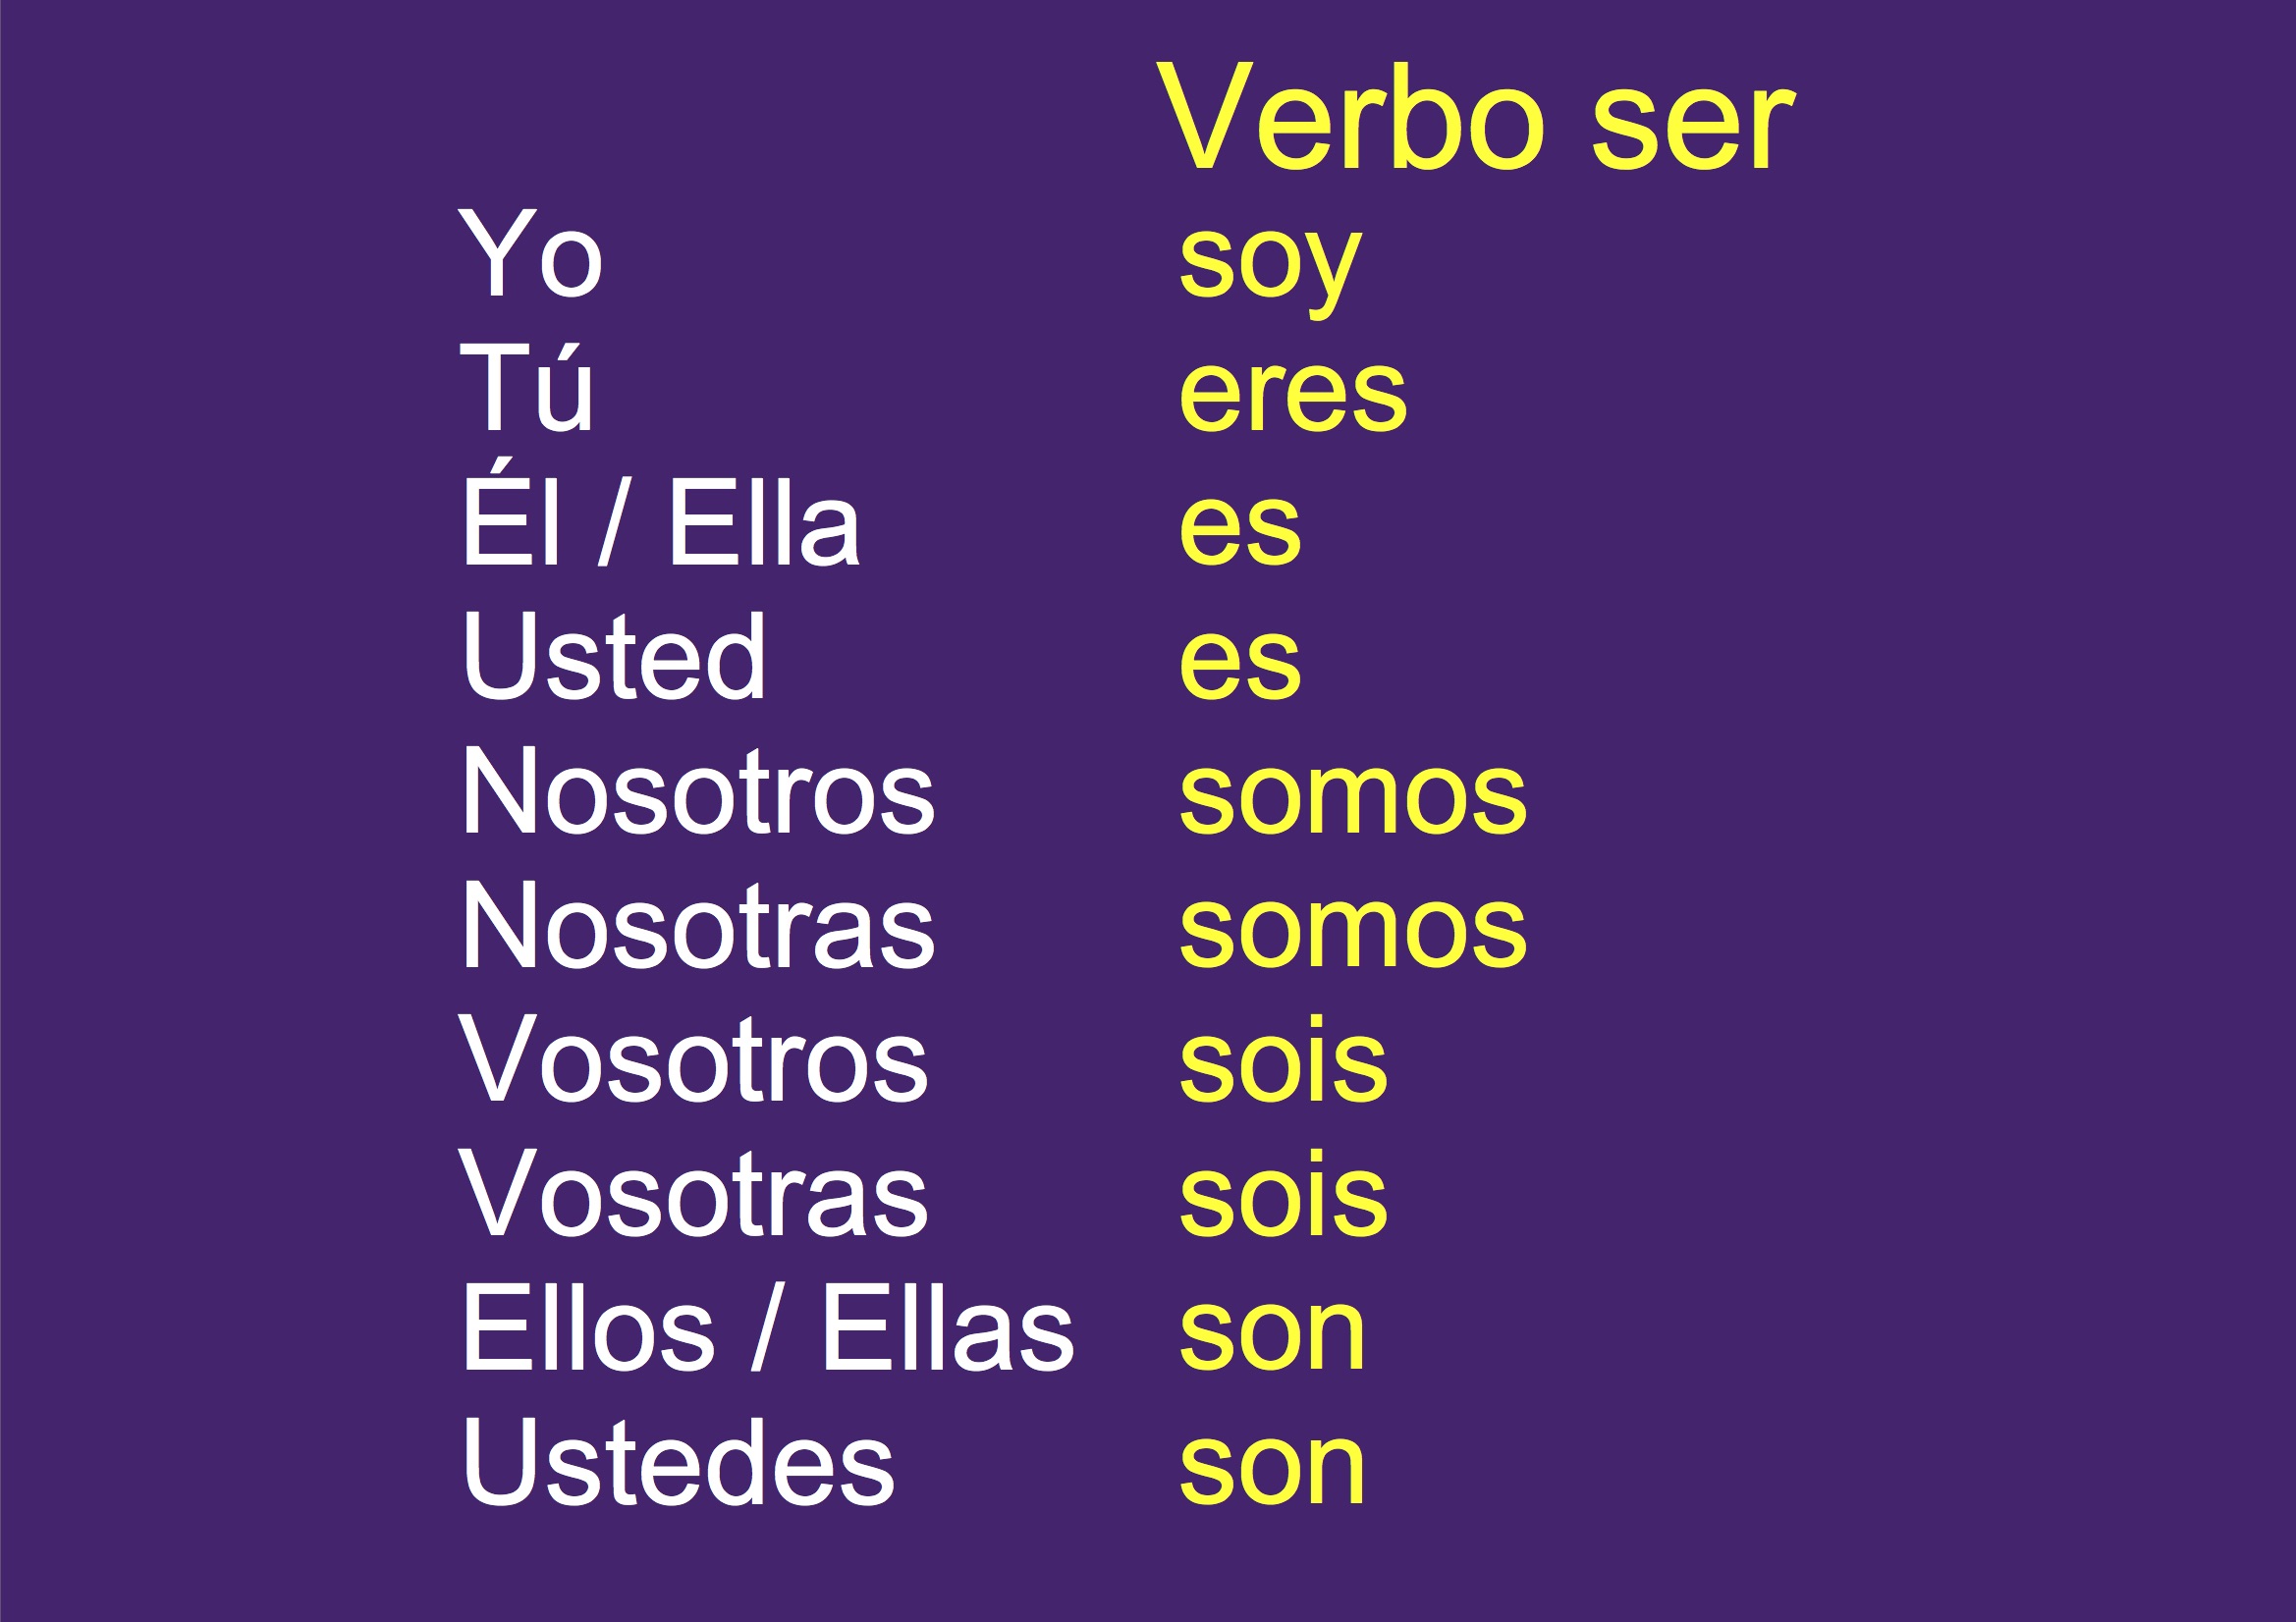 Verbo ser
Yo soy
Tú eres
Él / Ella es
Usted es
Nosotros somos
Nosotras somos
Vosotros sois
Vosotras sois
Ellos / Ellas son
Ustedes son